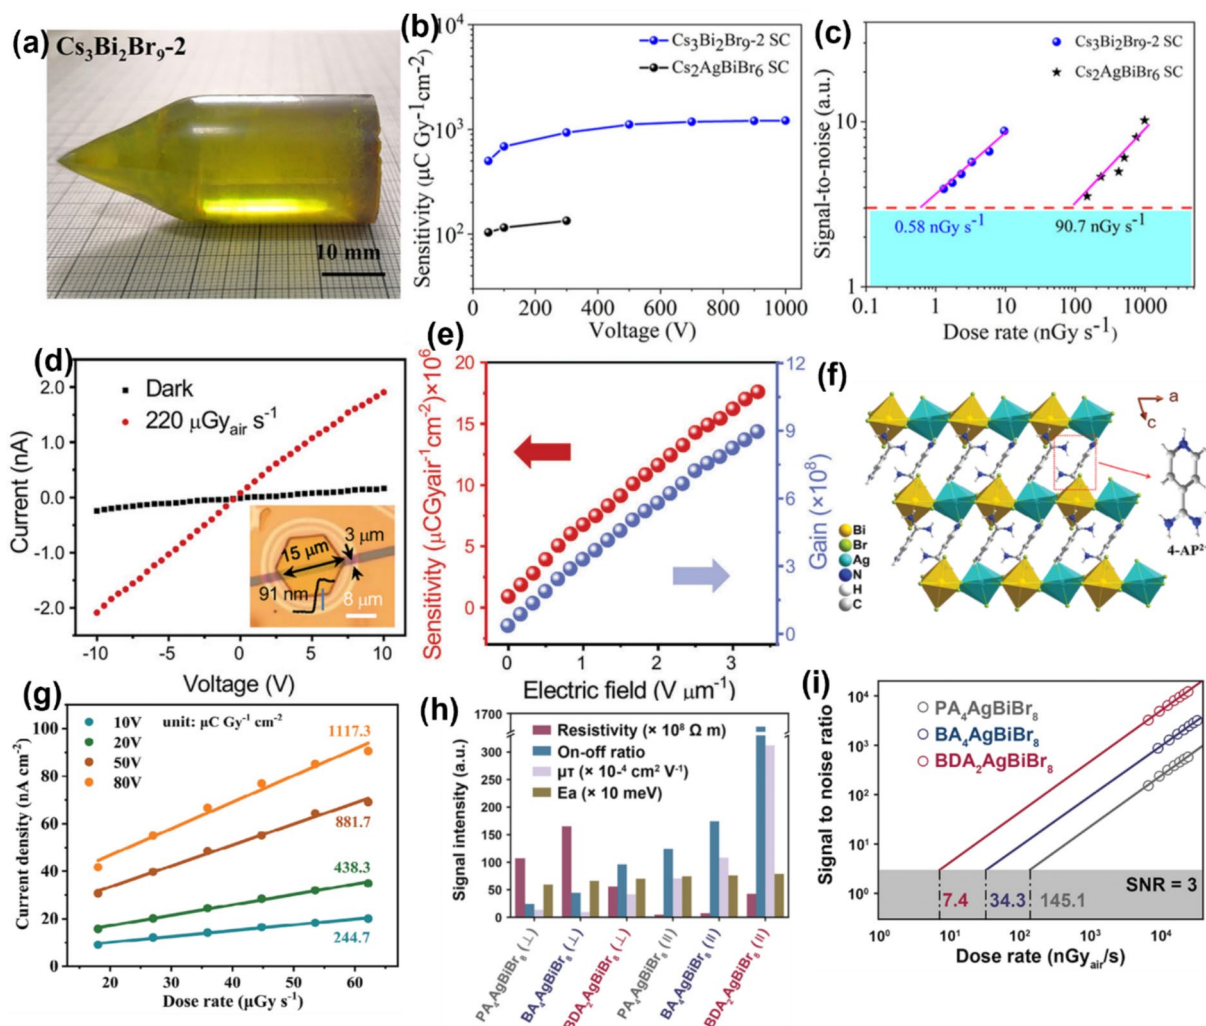 (a)
Cs3Bi2Br9-2
10 mm
(b)
Sensitivity (μC Gy-1cm-2)
10^4
10^3
10^2
Cs3Bi2Br9-2 SC
Cs2AgBiBr6 SC
0 200 400 600 800 1000
Voltage (V)
(c)
Signal-to-noise (a.u.)
10
1
Cs3Bi2Br9-2 SC
Cs2AgBiBr6 SC
0.58 nGy s-1
90.7 nGy s-1
0.1 1 10 100 1000
Dose rate (nGy s-1)
(d)
Current (nA)
2.0
1.0
0.0
-1.0
-2.0
Dark
220 μGyair s-1
15 μm
3 μm
91 nm
8 μm
-10 -5 0 5 10
Voltage (V)
(e)
Sensitivity (μCGyair-1cm-2)×10^6
20
15
10
5
0
12
9
6
3
0
Gain (×10^8)
0 1 2 3
Electric field (V μm-1)
(f)
a
c
Bi
Br
Ag
N
H
C
4-AP2+
(g)
Current density (nA cm-2)
100
80
60
40
20
0
10V
20V
50V
80V
unit: μC Gy-1 cm-2
1117.3
881.7
438.3
244.7
20 30 40 50 60
Dose rate (μGy s-1)
(h)
Signal intensity (a.u.)
1700
300
250
200
150
100
50
0
Resistivity (× 10^8 Ω m)
On-off ratio
μτ (× 10-4 cm2 V-1)
Ea (× 10 meV)
PA4AgBiBr8 (⊥)
BA4AgBiBr8 (⊥)
BDA2AgBiBr8 (⊥)
PA4AgBiBr8 (||)
BA4AgBiBr8 (||)
BDA2AgBiBr8 (||)
(i)
Signal to noise ratio
10^4
10^3
10^2
10^1
10^0
PA4AgBiBr8
BA4AgBiBr8
BDA2AgBiBr8
SNR = 3
7.4
34.3
145.1
10^0 10^1 10^2 10^3 10^4
Dose rate (nGyair/s)